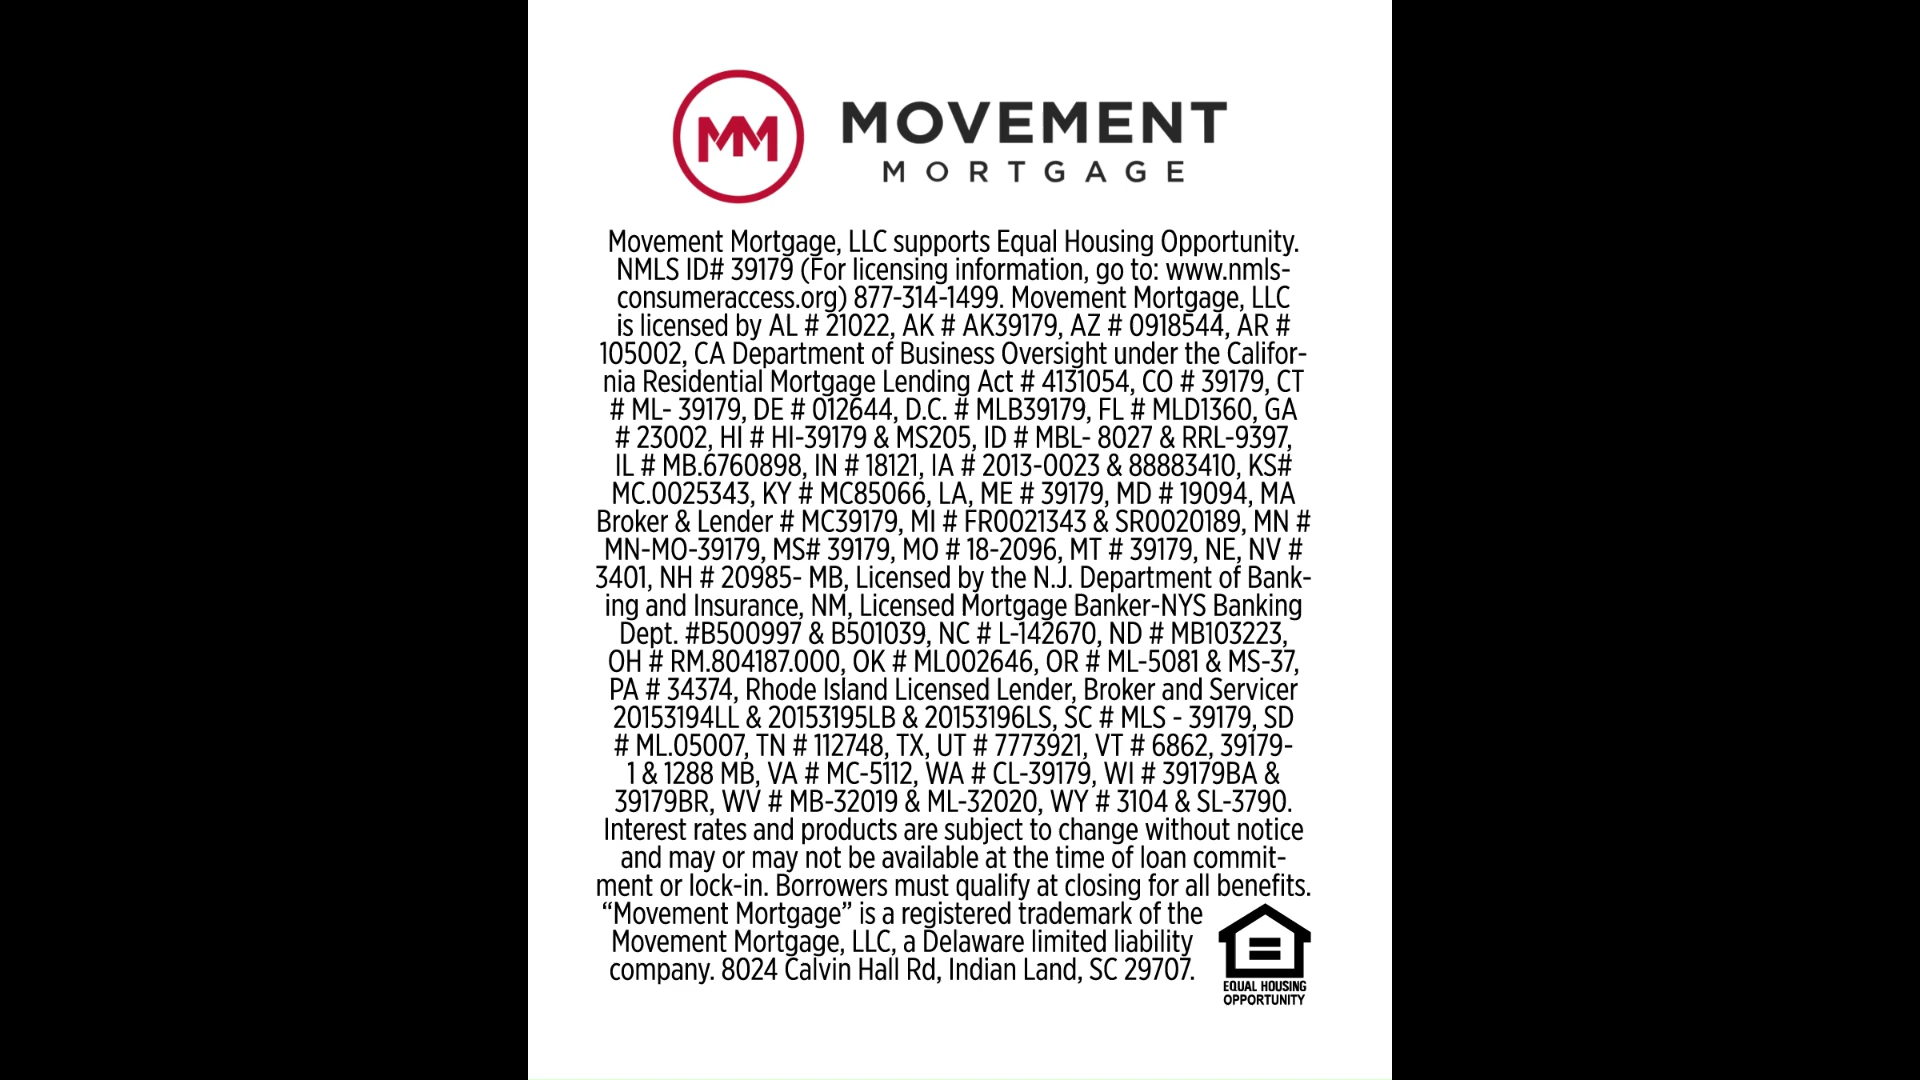 MM MOVEMENT
MORTGAGE
Movement Mortgage, LLC supports Equal Housing Opportunity.
NMLS ID# 39179 (For licensing information, go to: www.nmls-
consumeraccess.org) 877-314-1499. Movement Mortgage, LLC
is licensed by AL # 21022, AK # AK39179, AZ # 0918544, AR #
105002, CA Department of Business Oversight under the Califor-
nia Residential Mortgage Lending Act # 4131054, CO # 39179, CT
# ML- 39179, DE # 012644, D.C. # MLB39179, FL # MLD1360, GA
# 23002, HI # HI-39179 & MS205, ID # MBL- 8027 & RRL-9397,
IL # MB.6760898, IN # 18121, IA # 2013-0023 & 88883410, KS#
MC.0025343, KY # MC85066, LA, ME # 39179, MD # 19094, MA
Broker & Lender # MC39179, MI # FR0021343 & SR0020189, MN #
MN-MO-39179, MS# 39179, MO # 18-2096, MT # 39179, NE, NV #
3401, NH # 20985- MB, Licensed by the N.J. Department of Bank-
ing and Insurance, NM, Licensed Mortgage Banker-NYS Banking
Dept. #B500997 & B501039, NC # L-142670, ND # MB103223,
OH # RM.804187.000, OK # ML002646, OR # ML-5081 & MS-37,
PA # 34374, Rhode Island Licensed Lender, Broker and Servicer
20153194LL & 20153195LB & 20153196LS, SC # MLS - 39179, SD
# ML.05007, TN # 112748, TX, UT # 7773921, VT # 6862, 39179-
1 & 1288 MB, VA # MC-5112, WA # CL-39179, WI # 39179BA &
39179BR, WV # MB-32019 & ML-32020, WY # 3104 & SL-3790.
Interest rates and products are subject to change without notice
and may or may not be available at the time of loan commit-
ment or lock-in. Borrowers must qualify at closing for all benefits.
“Movement Mortgage” is a registered trademark of the
Movement Mortgage, LLC, a Delaware limited liability
company. 8024 Calvin Hall Rd, Indian Land, SC 29707.
EQUAL HOUSING
OPPORTUNITY